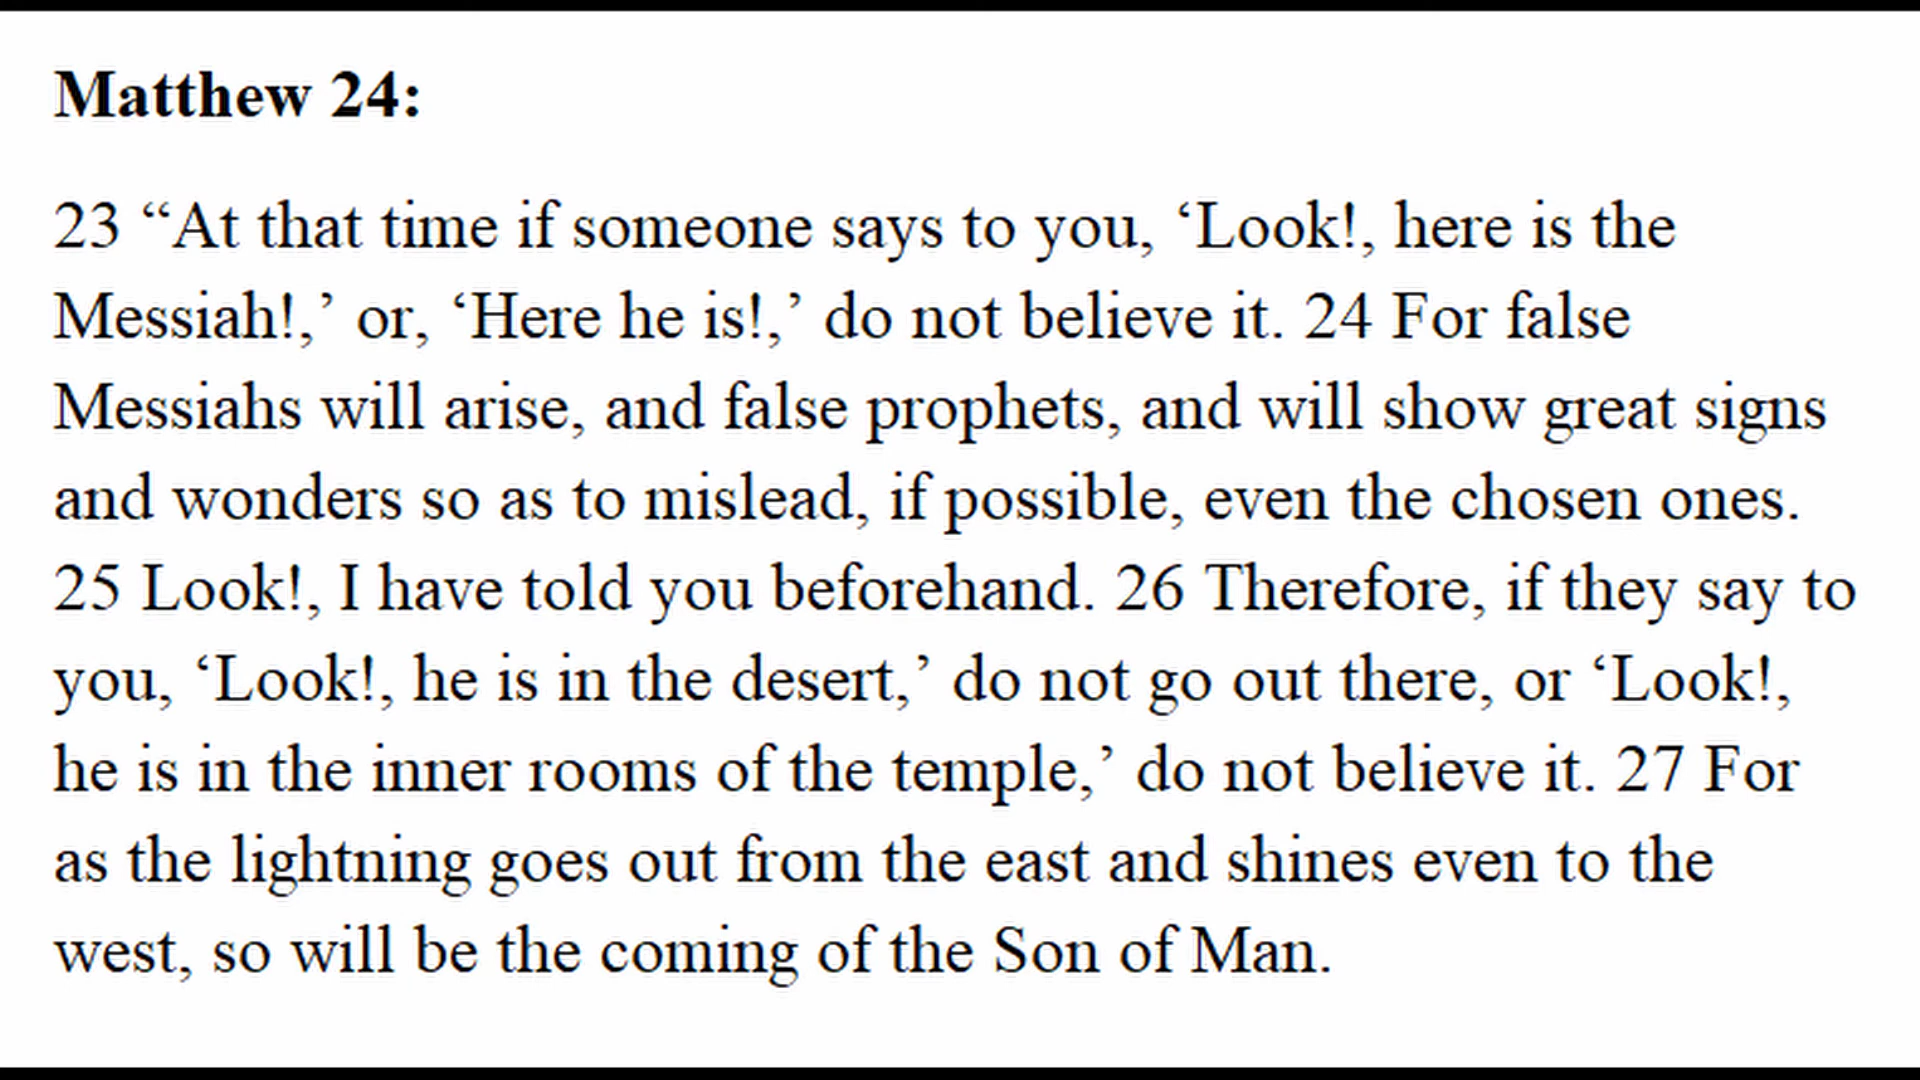 Matthew 24:
23 “At that time if someone says to you, ‘Look!, here is the
Messiah!,’ or, ‘Here he is!,’ do not believe it. 24 For false
Messiahs will arise, and false prophets, and will show great signs
and wonders so as to mislead, if possible, even the chosen ones.
25 Look!, I have told you beforehand. 26 Therefore, if they say to
you, ‘Look!, he is in the desert,’ do not go out there, or ‘Look!,
he is in the inner rooms of the temple,’ do not believe it. 27 For
as the lightning goes out from the east and shines even to the
west, so will be the coming of the Son of Man.